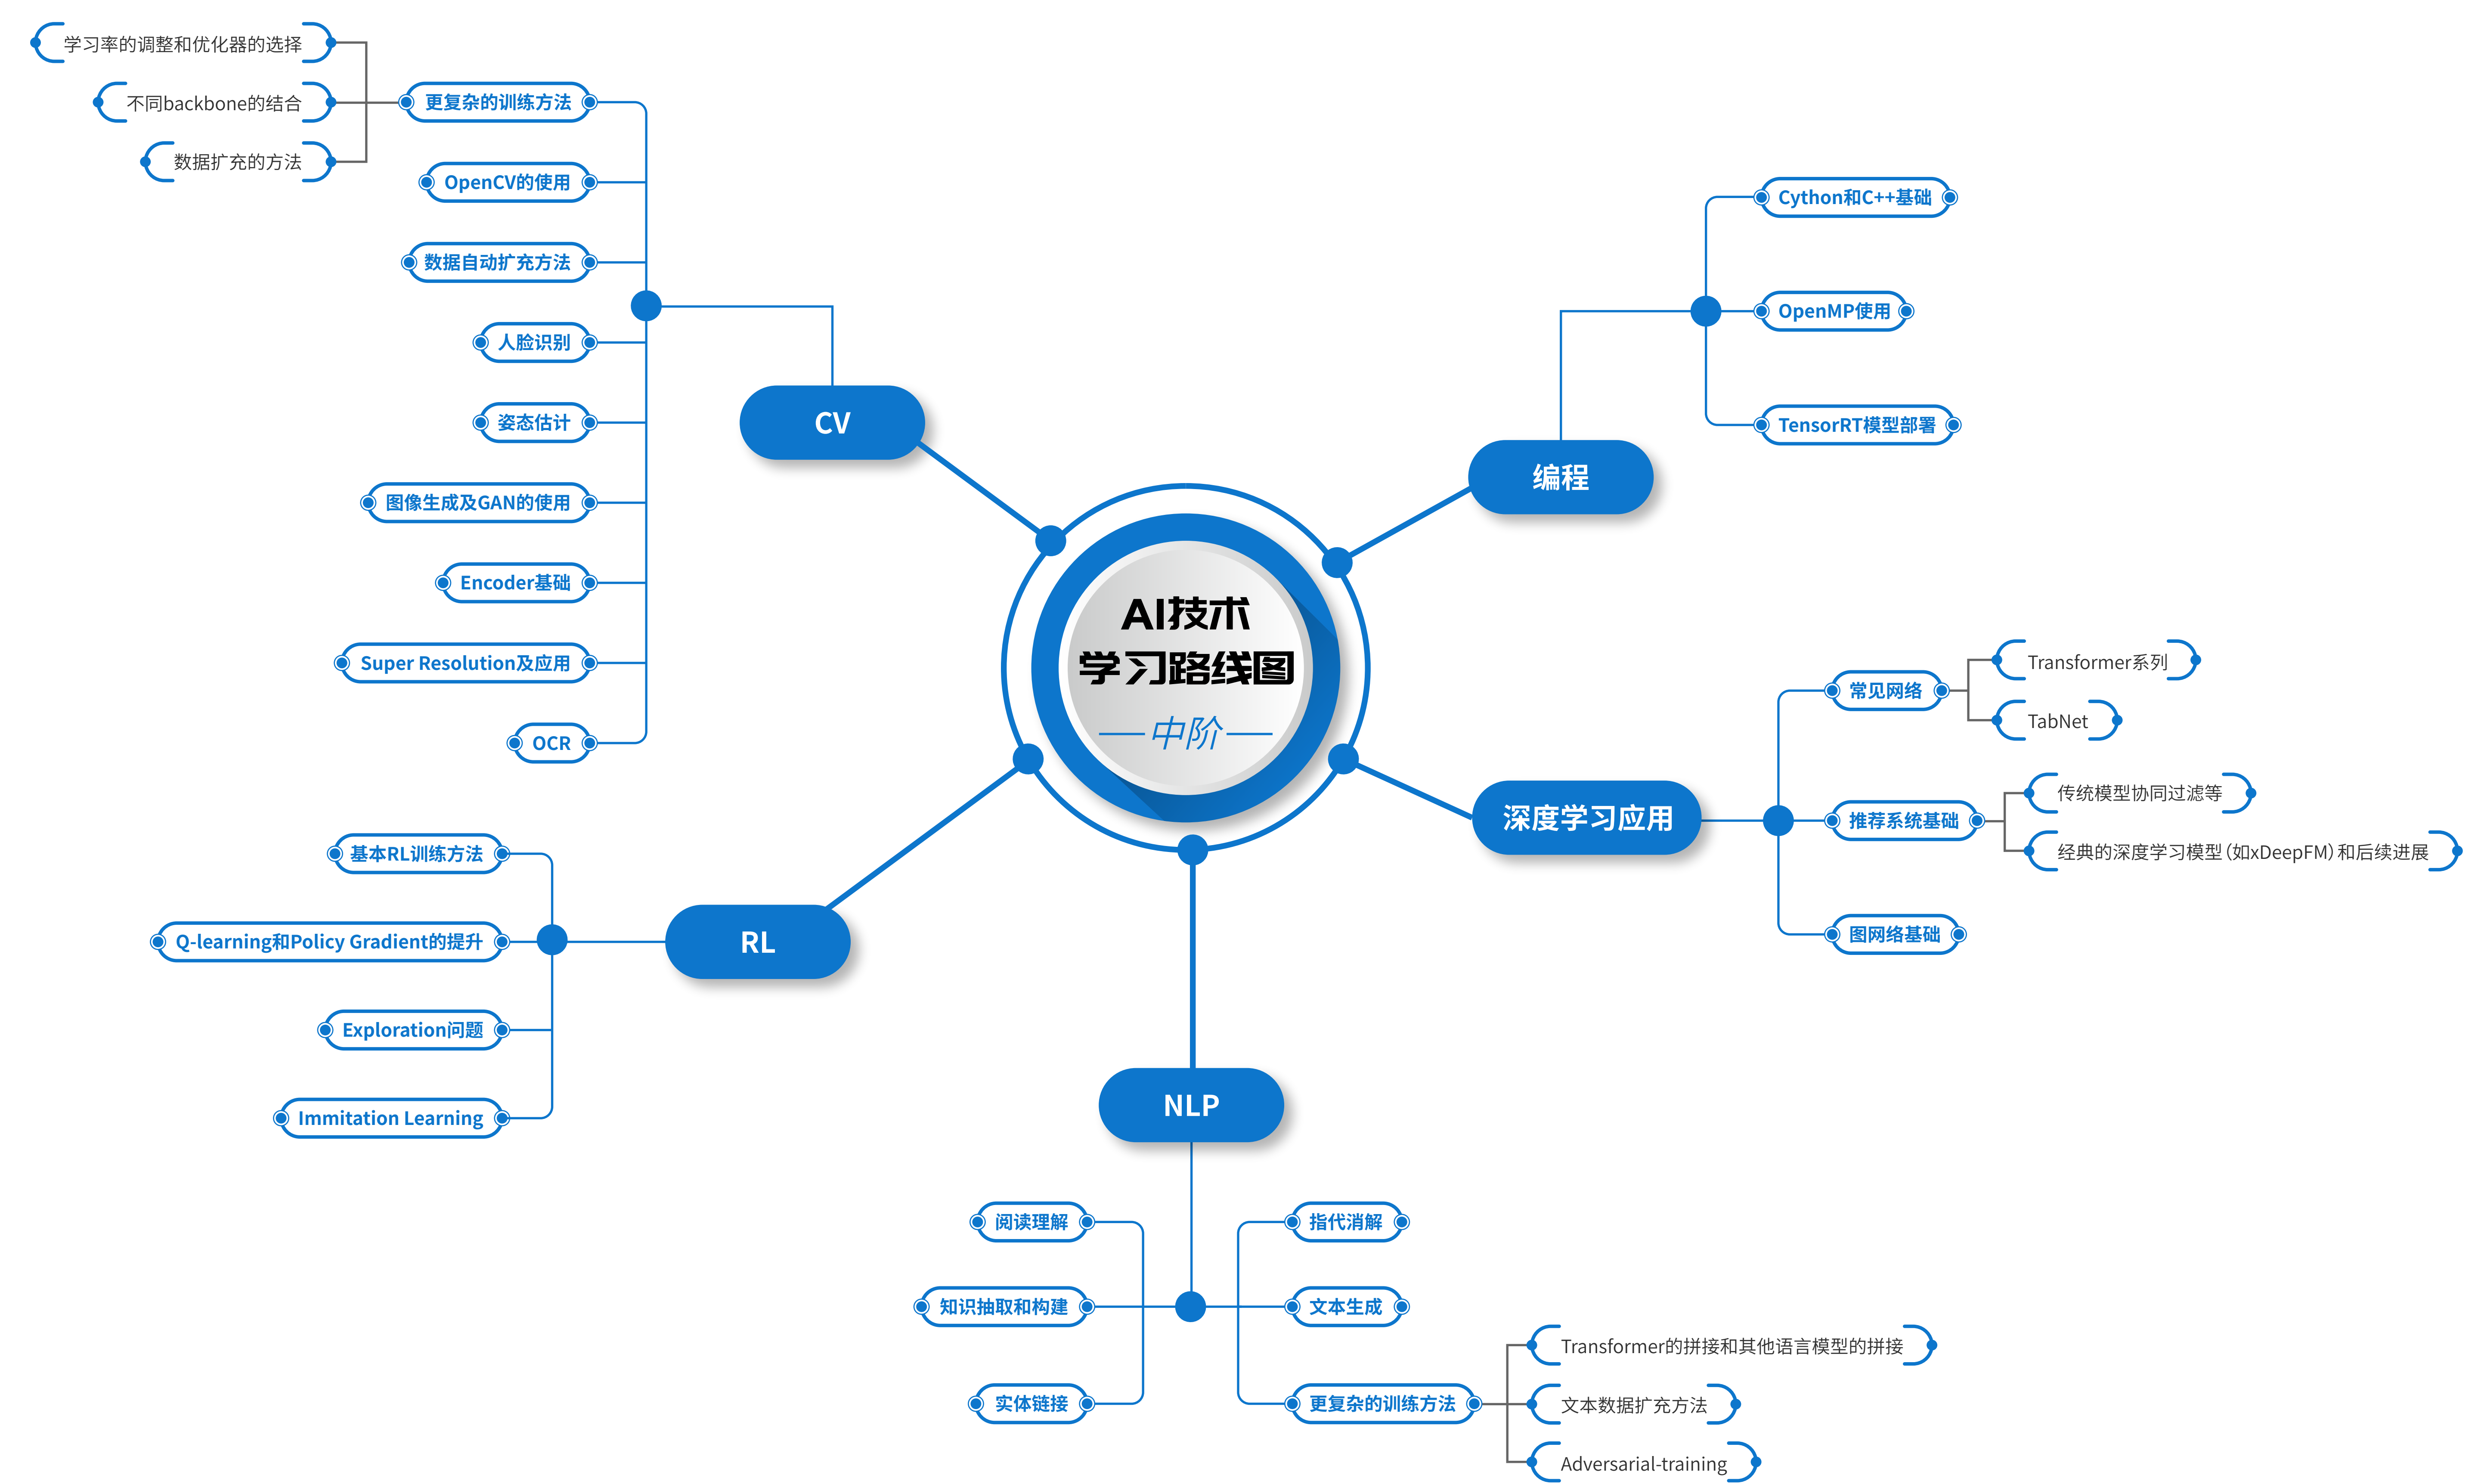 AI技术
学习路线图
中阶
CV
更复杂的训练方法
学习率的调整和优化器的选择
不同backbone的结合
数据扩充的方法
OpenCV的使用
数据自动扩充方法
人脸识别
姿态估计
图像生成及GAN的使用
Encoder基础
Super Resolution及应用
OCR
编程
Cython和C++基础
OpenMP使用
TensorRT模型部署
深度学习应用
常见网络
Transformer系列
TabNet
推荐系统基础
传统模型协同过滤等
经典的深度学习模型（如xDeepFM）和后续进展
图网络基础
RL
基本RL训练方法
Q-learning和Policy Gradient的提升
Exploration问题
Immitation Learning
NLP
阅读理解
知识抽取和构建
实体链接
指代消解
文本生成
更复杂的训练方法
Transformer的拼接和其他语言模型的拼接
文本数据扩充方法
Adversarial-training